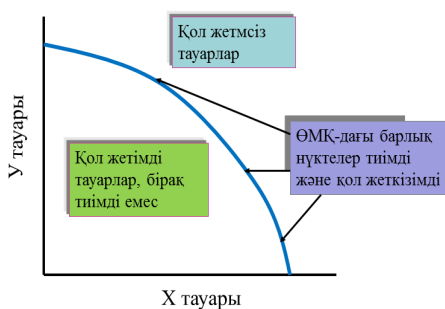 Қол жетмсіз
тауарлар
ӨМҚ-дағы барлық
нүктелер тиімді
және қол жеткізімді
Қол жетімді
тауарлар, бірақ
тиімді емес
У тауары
Х тауары